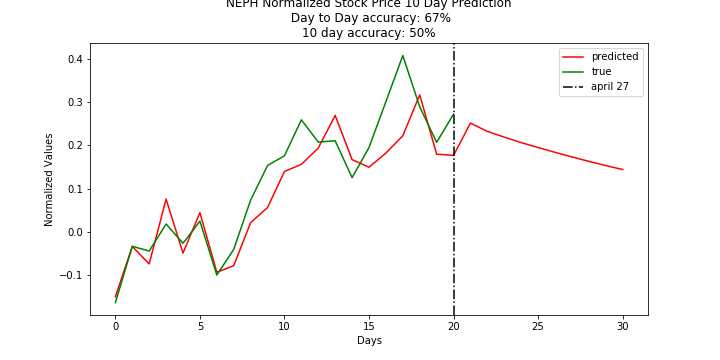 NEPH Normalized Stock Price 10 Day Prediction
Day to Day accuracy: 67%
10 day accuracy: 50%
predicted
true
april 27
Normalized Values
0.4
0.3
0.2
0.1
0.0
−0.1
0 5 10 15 20 25 30
Days